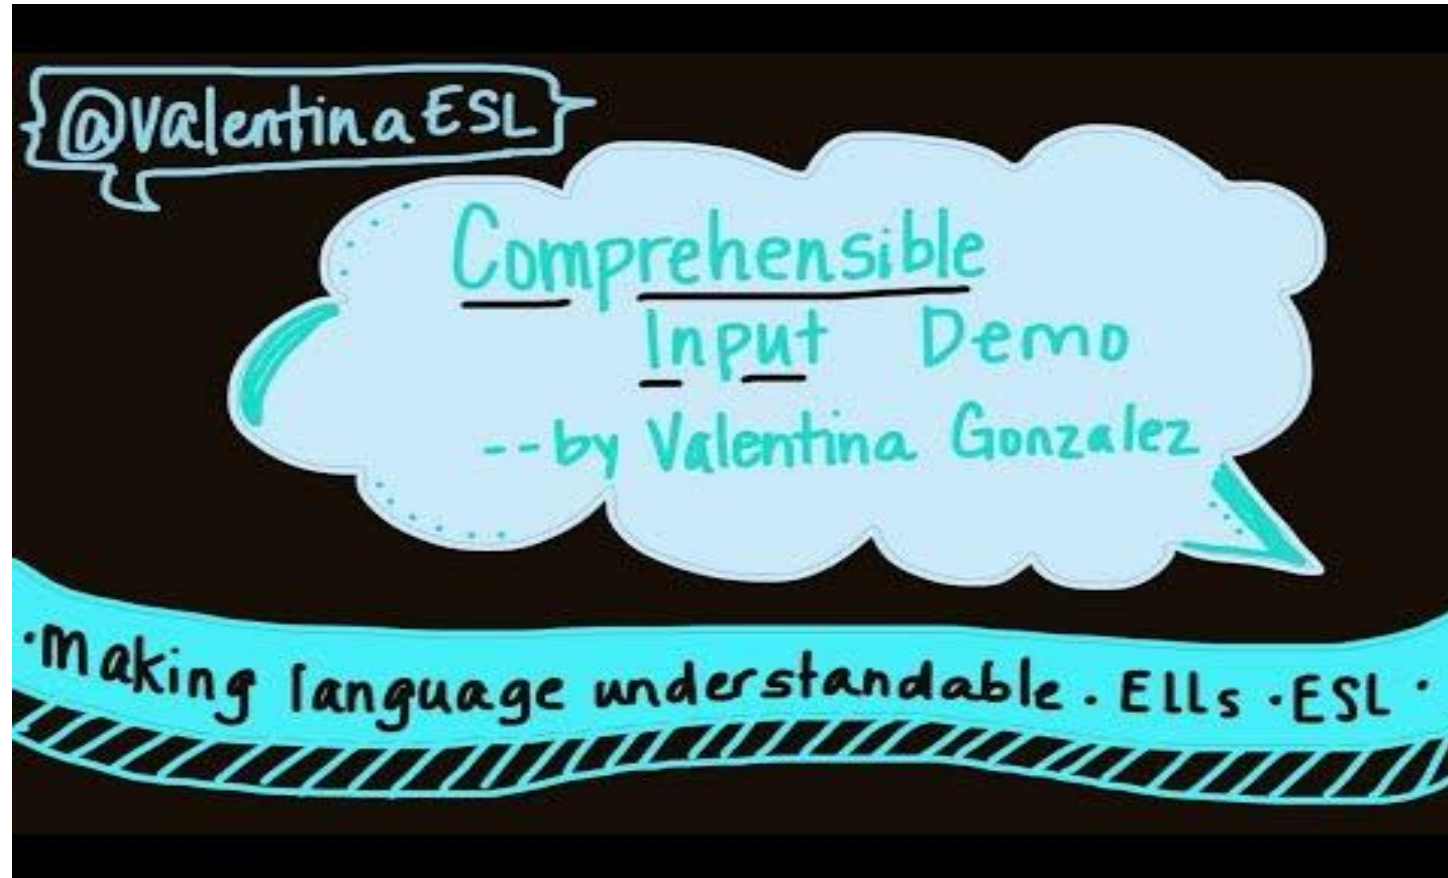 @ValentinaESL
Comprehensible
Input Demo
--by Valentina Gonzalez
·Making language understandable·Ells·ESL·